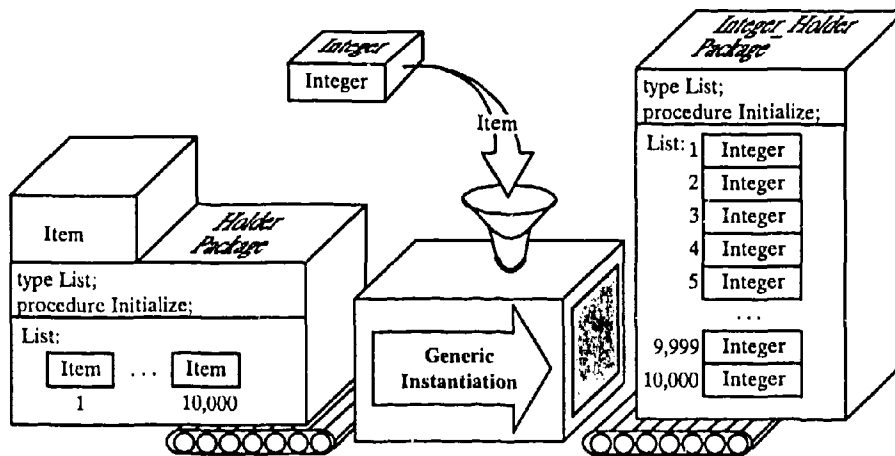 Integer
Integer
Item
Integer_Holder
Package
type List;
procedure Initialize;
List:
1 Integer
2 Integer
3 Integer
4 Integer
5 Integer
...
9,999 Integer
10,000 Integer
Item
Holder
Package
type List;
procedure Initialize;
List:
Item ... Item
1 10,000
Generic
Instantiation